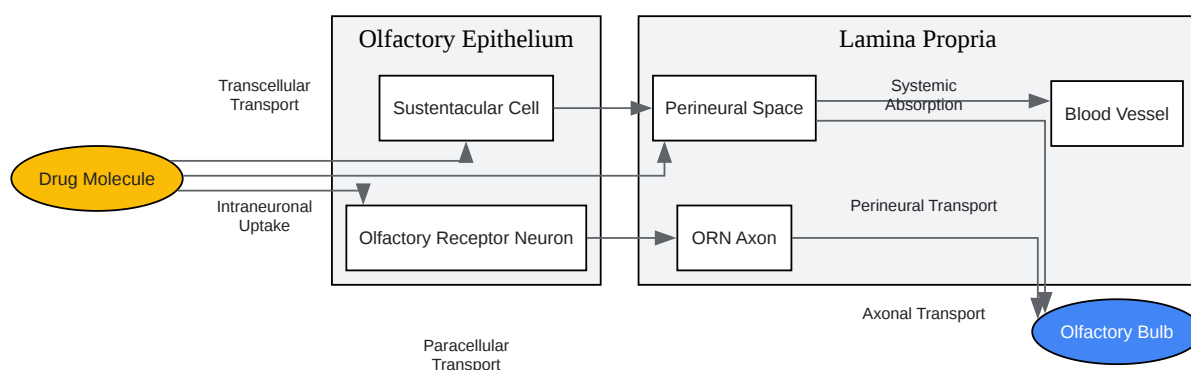 Olfactory Epithelium
Lamina Propria
Transcellular
Transport
Sustentacular Cell
Perineural Space
Systemic
Absorption
Blood Vessel
Drug Molecule
Intraneuronal
Uptake
Olfactory Receptor Neuron
ORN Axon
Perineural Transport
Axonal Transport
Olfactory Bulb
Paracellular
Transport